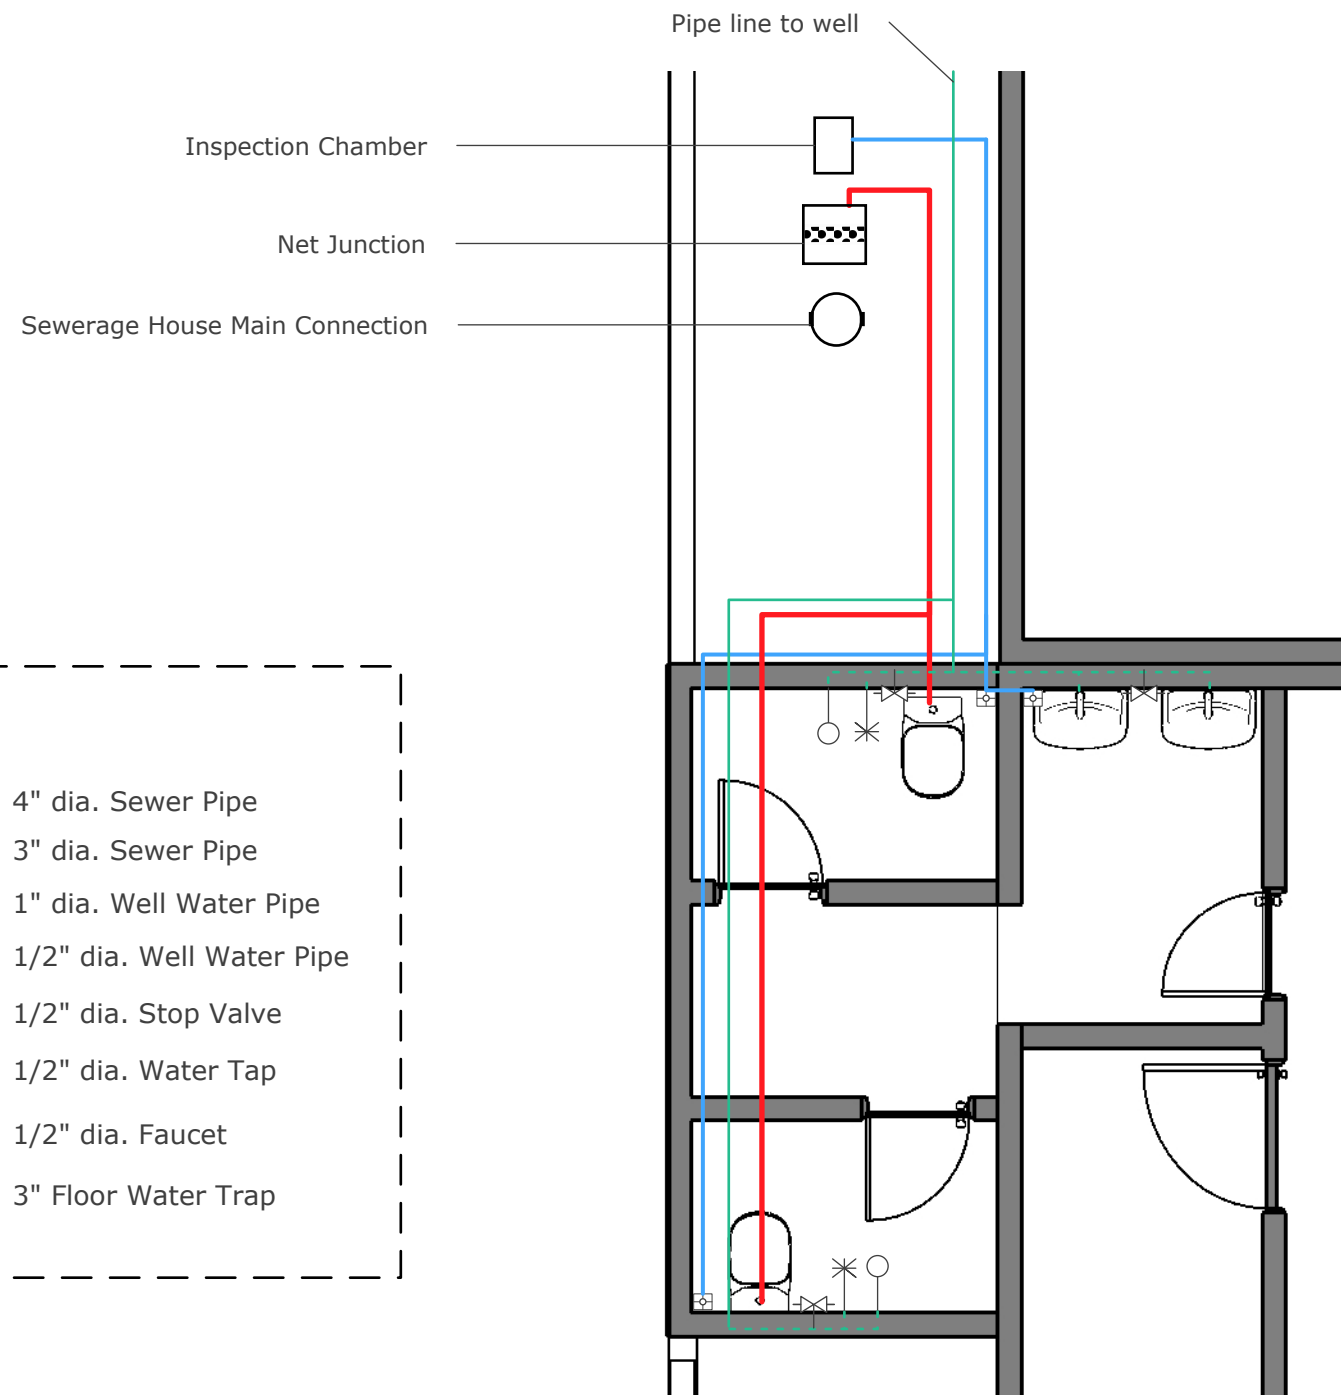 Pipe line to well
Inspection Chamber
Net Junction
Sewerage House Main Connection
4" dia. Sewer Pipe
3" dia. Sewer Pipe
1" dia. Well Water Pipe
1/2" dia. Well Water Pipe
1/2" dia. Stop Valve
1/2" dia. Water Tap
1/2" dia. Faucet
3" Floor Water Trap